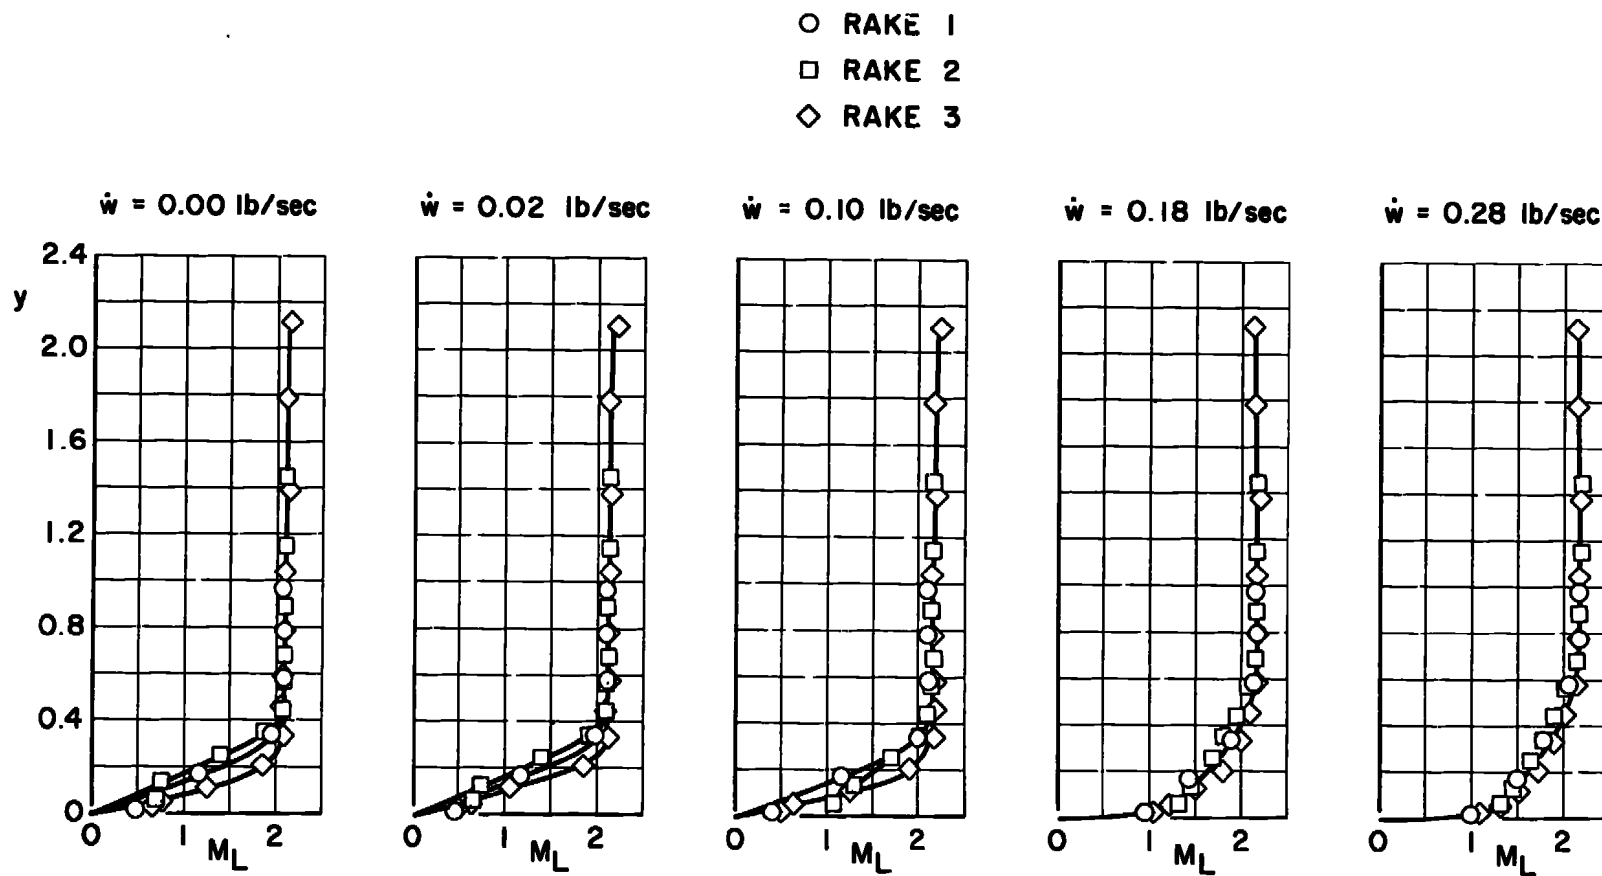 RAKE 1
RAKE 2
RAKE 3
ẇ = 0.00 lb/sec
ẇ = 0.02 lb/sec
ẇ = 0.10 lb/sec
ẇ = 0.18 lb/sec
ẇ = 0.28 lb/sec
2.4
y
2.0
1.6
1.2
0.8
0.4
0
0 1 2
0 1 2
0 1 2
0 1 2
0 1 2
M_L
M_L
M_L
M_L
M_L